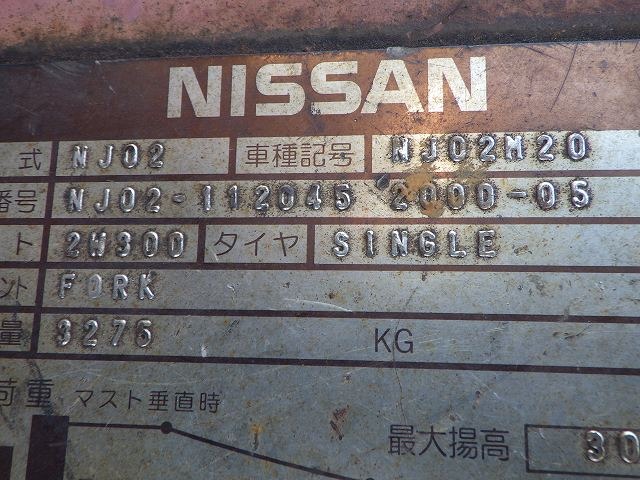 NISSAN
式 NJ02 車種記号 NJ02M20
番号 NJ02-112045 2000-05
ト 2W300 タイヤ SINGLE
ント FORK
量 3275 KG
荷重 マスト垂直時
最大揚高 30